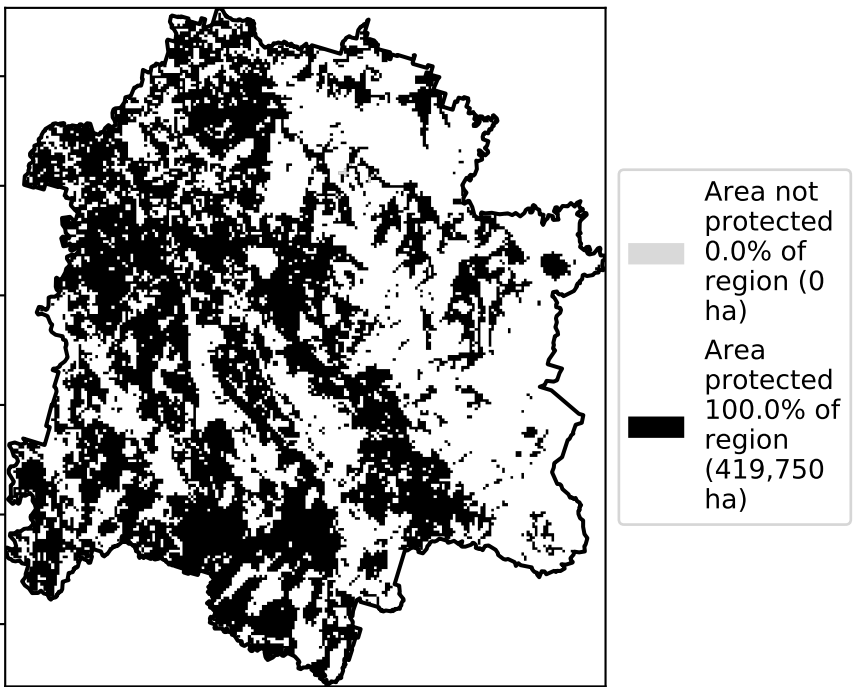 Area not
protected
0.0% of
region (0
ha)
Area
protected
100.0% of
region
(419,750
ha)